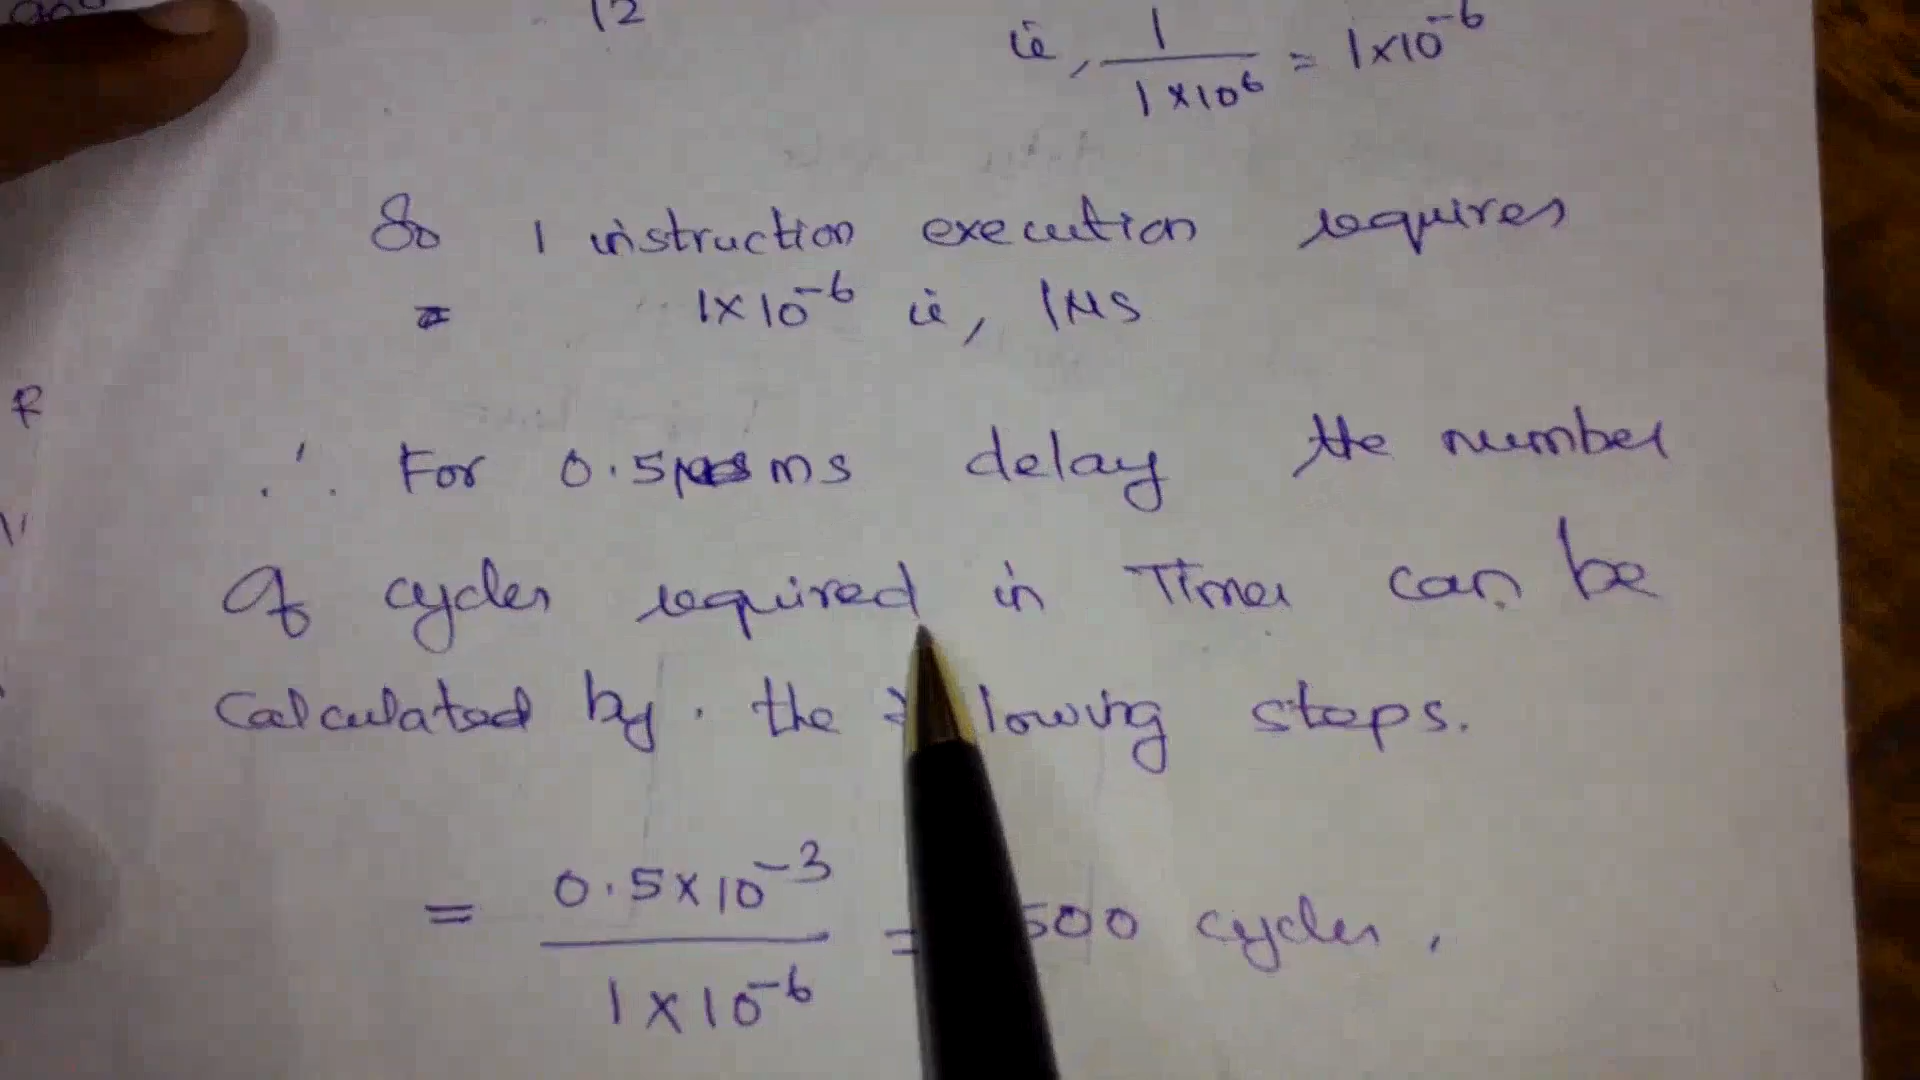 12
ie, 1 / 1×10⁶ = 1×10⁻⁶
So 1 instruction execution requires
= 1×10⁻⁶ ie, 1μS
∴ For 0.5 ms delay the number
of cycles required in Timer can be
calculated by the lowing steps.
= 0.5×10⁻³ / 1×10⁻⁶ = 500 cycles.
R